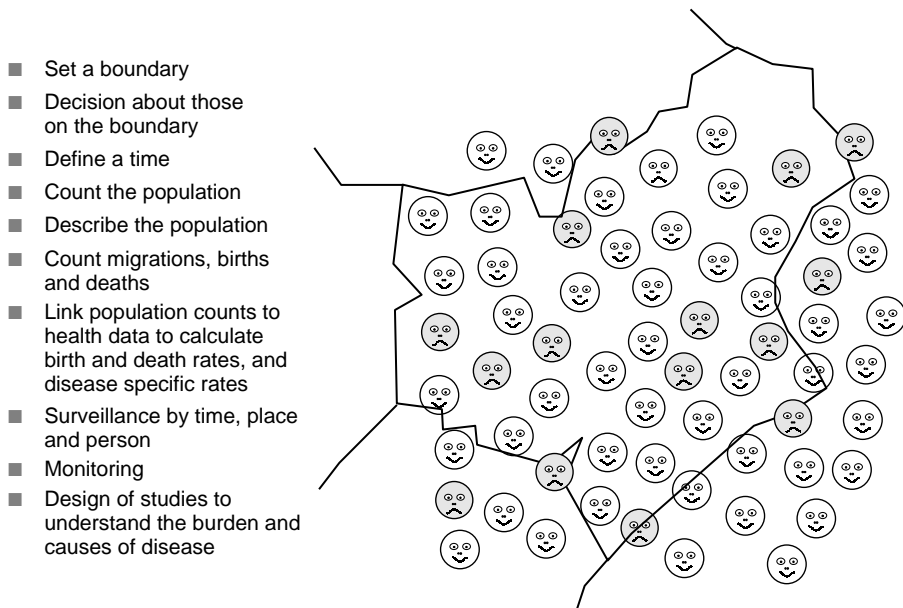 Set a boundary
Decision about those
on the boundary
Define a time
Count the population
Describe the population
Count migrations, births
and deaths
Link population counts to
health data to calculate
birth and death rates, and
disease specific rates
Surveillance by time, place
and person
Monitoring
Design of studies to
understand the burden and
causes of disease